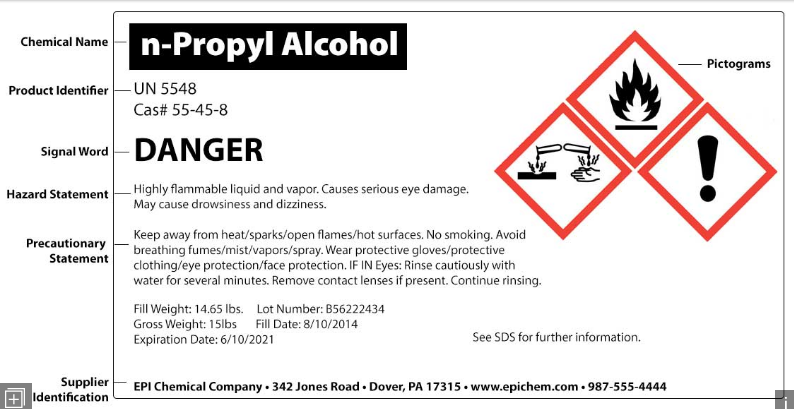 Chemical Name
n-Propyl Alcohol
Pictograms
Product Identifier
UN 5548
Cas# 55-45-8
Signal Word
DANGER
Hazard Statement
Highly flammable liquid and vapor. Causes serious eye damage.
May cause drowsiness and dizziness.
Precautionary
Statement
Keep away from heat/sparks/open flames/hot surfaces. No smoking. Avoid
breathing fumes/mist/vapors/spray. Wear protective gloves/protective
clothing/eye protection/face protection. IF IN Eyes: Rinse cautiously with
water for several minutes. Remove contact lenses if present. Continue rinsing.
Fill Weight: 14.65 lbs. Lot Number: B56222434
Gross Weight: 15lbs Fill Date: 8/10/2014
Expiration Date: 6/10/2021
See SDS for further information.
Supplier
Identification
EPI Chemical Company • 342 Jones Road • Dover, PA 17315 • www.epichem.com • 987-555-4444